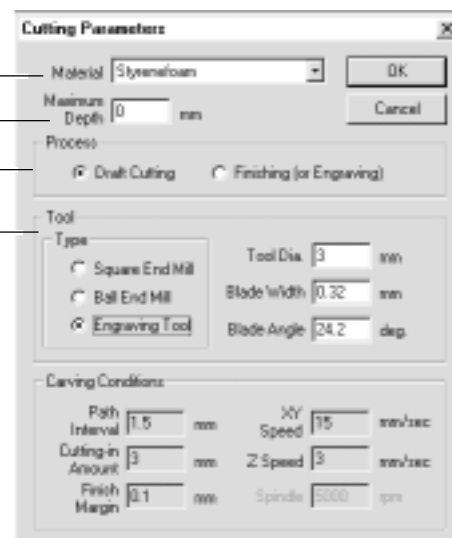 Cutting Parameters
Material Styrenefoam OK
Maximum Depth 0 mm Cancel
Process
Draft Cutting Finishing (or Engraving)
Tool
Type
Square End Mill
Ball End Mill
Engraving Tool
Tool Dia. 3 mm
Blade Width 0.32 mm
Blade Angle 24.2 deg.
Carving Conditions
Path Interval 1.5 mm XY Speed 15 mm/sec
Cutting-in Amount 3 mm Z Speed 3 mm/sec
Finish Margin 0.1 mm Spindle 5000 rpm